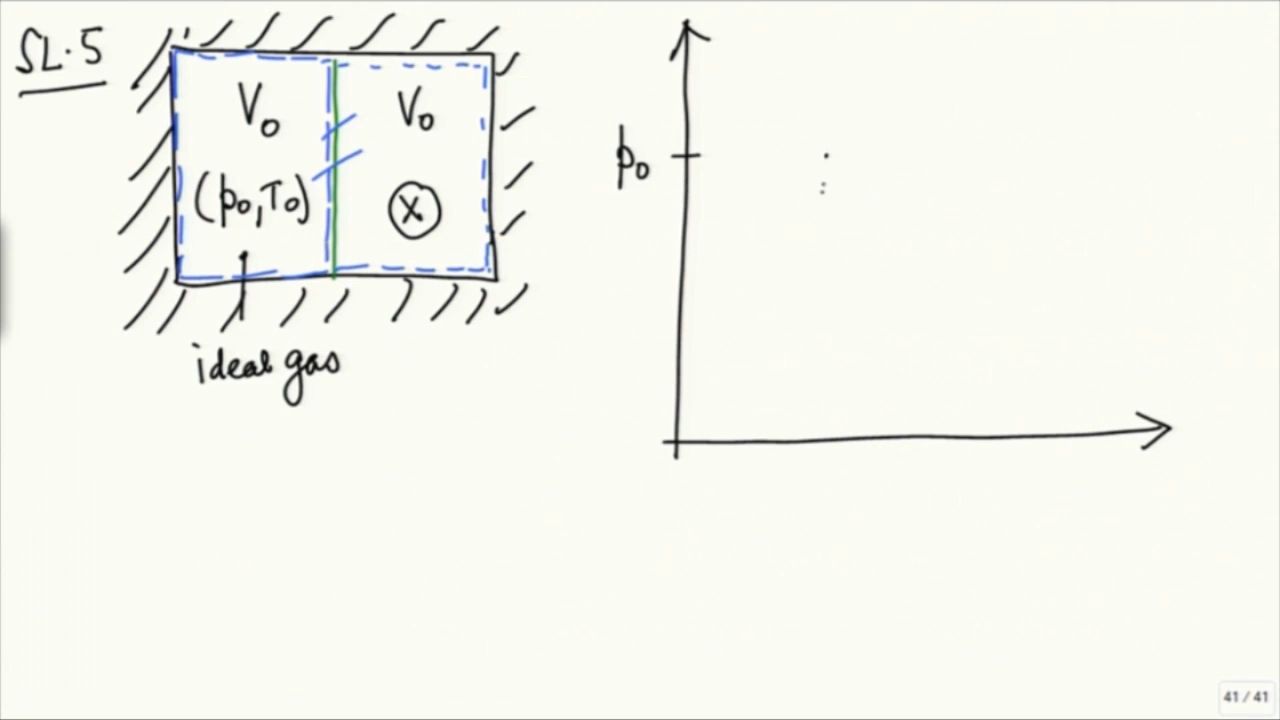 SL.5
V₀
V₀
(p₀,T₀)
X
ideal gas
p₀
41 / 41